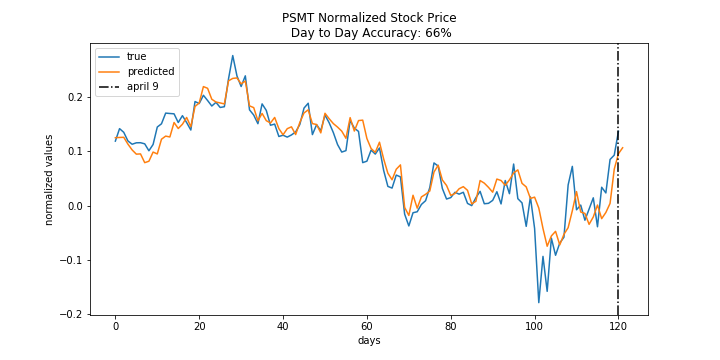 PSMT Normalized Stock Price
Day to Day Accuracy: 66%
true
predicted
april 9
normalized values
0.2
0.1
0.0
−0.1
−0.2
0 20 40 60 80 100 120
days